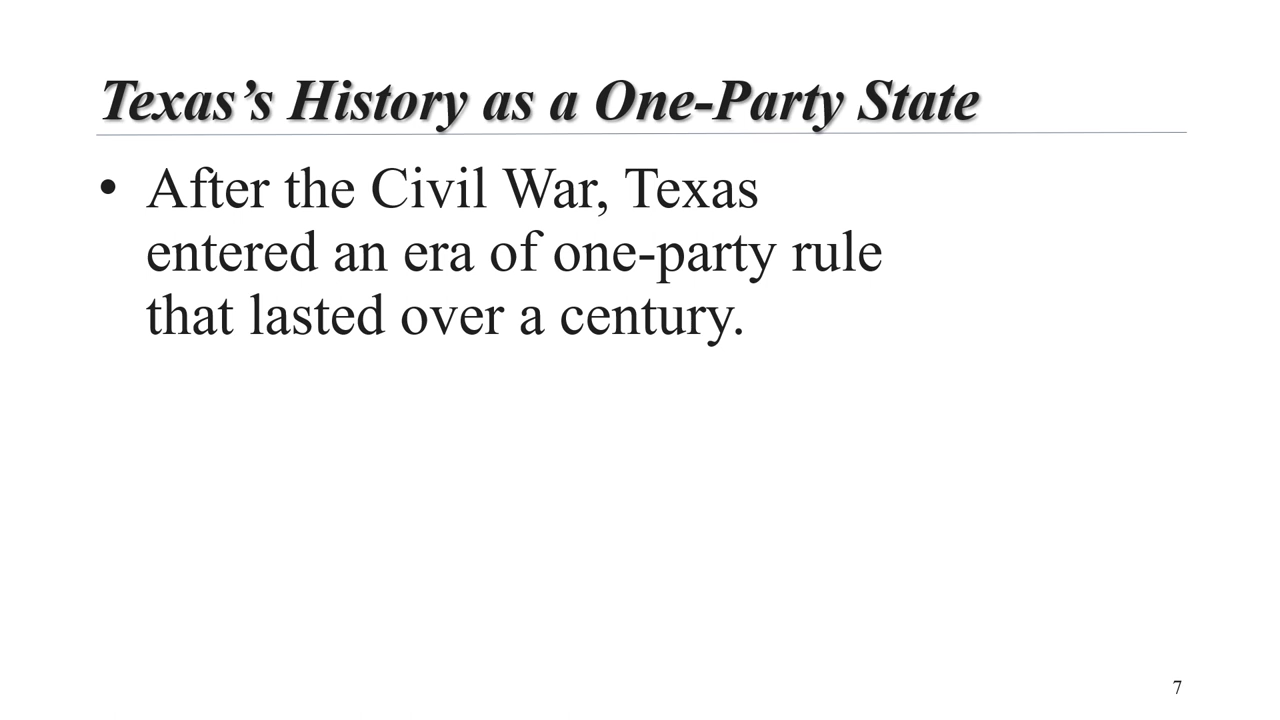 Texas’s History as a One-Party State
• After the Civil War, Texas
entered an era of one-party rule
that lasted over a century.
7